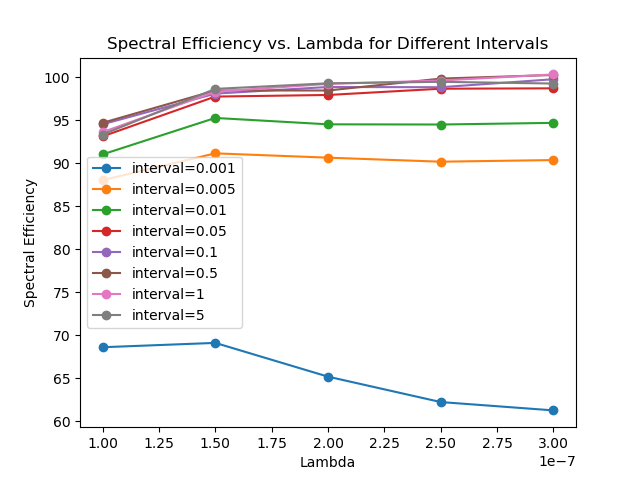 Spectral Efficiency vs. Lambda for Different Intervals
Spectral Efficiency
100
95
90
85
80
75
70
65
60
interval=0.001
interval=0.005
interval=0.01
interval=0.05
interval=0.1
interval=0.5
interval=1
interval=5
1.00 1.25 1.50 1.75 2.00 2.25 2.50 2.75 3.00
Lambda
1e−7